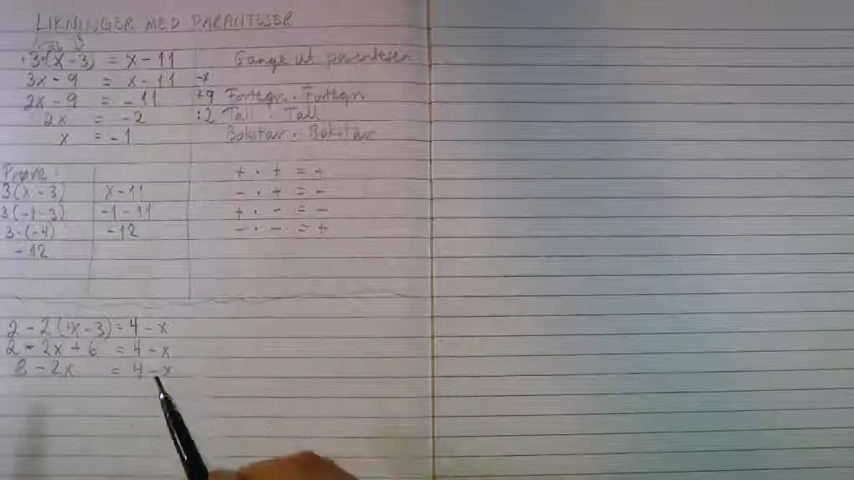 LIKNINGER MED PARANTESER
3·(x-3) = x-11 Gange ut parentesen
3x-9 = x-11 -x
2x-9 = -11 +9 Fortegn · Fortegn
2x = -2 :2 Tall · Tall
x = -1 Bokstav · Bokstav
Prøve:
3(x-3) x-11
3(-1-3) -1-11
3·(-4) -12
-12
+ · + = +
- · + = -
+ · - = -
- · - = +
2-2(x-3) = 4-x
2-2x+6 = 4-x
8-2x = 4-x